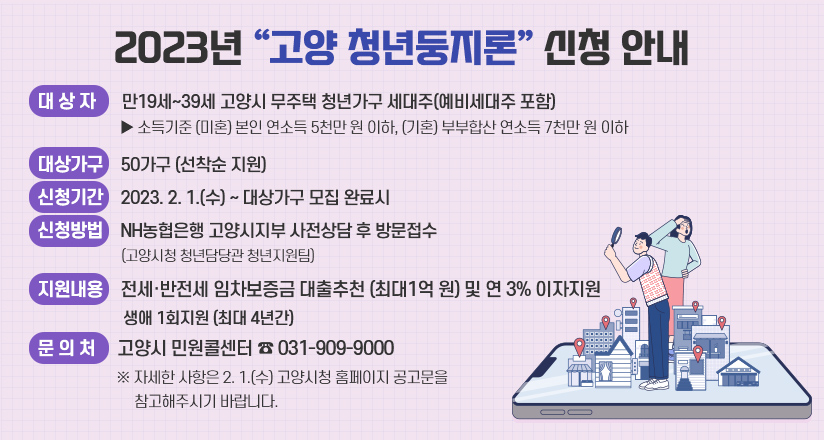 2023년 “고양 청년둥지론” 신청 안내
대 상 자 만19세~39세 고양시 무주택 청년가구 세대주(예비세대주 포함)
▶ 소득기준 (미혼) 본인 연소득 5천만 원 이하, (기혼) 부부합산 연소득 7천만 원 이하
대상가구 50가구 (선착순 지원)
신청기간 2023. 2. 1.(수) ~ 대상가구 모집 완료시
신청방법 NH농협은행 고양시지부 사전상담 후 방문접수
(고양시청 청년담당관 청년지원팀)
지원내용 전세·반전세 임차보증금 대출추천 (최대1억 원) 및 연 3% 이자지원
생애 1회지원 (최대 4년간)
문 의 처 고양시 민원콜센터 ☎ 031-909-9000
※ 자세한 사항은 2. 1.(수) 고양시청 홈페이지 공고문을
참고해주시기 바랍니다.